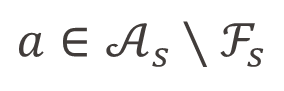 𝑎 ∈ 𝒜ₛ \ ℱₛ